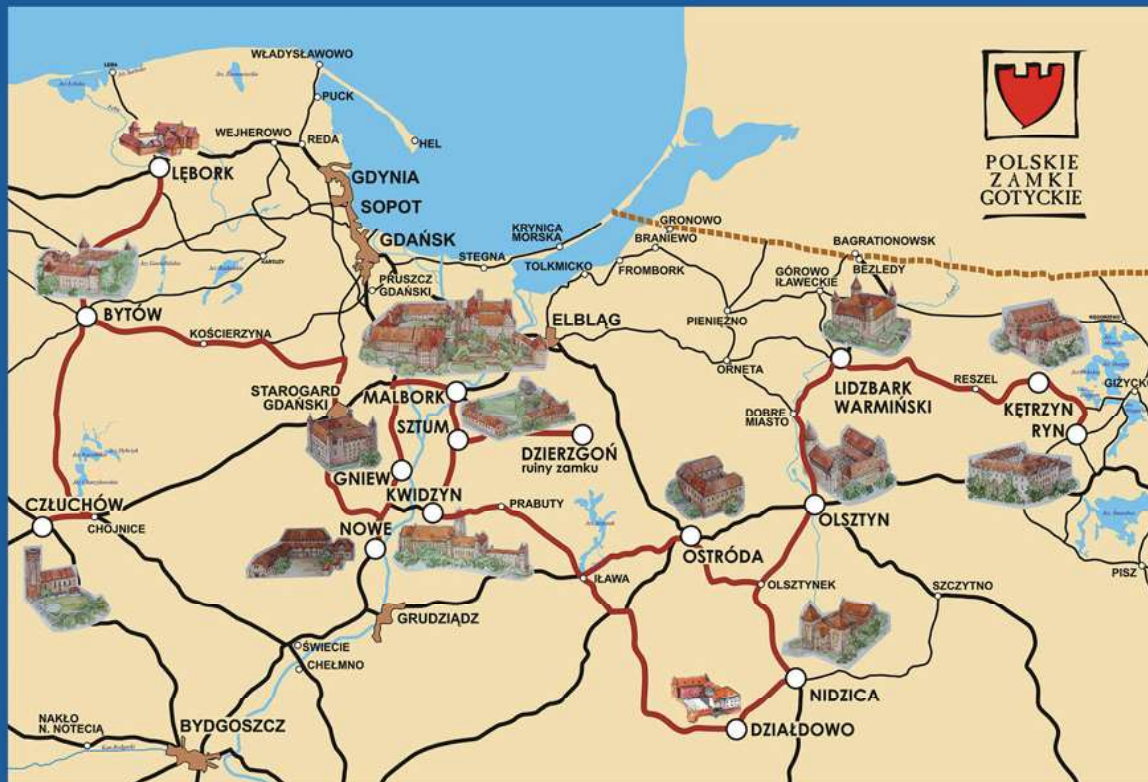 WŁADYSŁAWOWO
ŁEBA
PUCK
WEJHEROWO
REDA
HEL
LĘBORK
GDYNIA
SOPOT
GDAŃSK
KRYNICA
MORSKA
STEGNA
TOLKMICKO
FROMBORK
BRANIEWO
GRONOWO
BAGRATIONOWSK
BEZLEDY
GÓROWO
IŁAWECKIE
POLSKIE
ZAMKI
GOTYCKIE
KARTUZY
PRUSZCZ
GDAŃSKI
BYTÓW
KOŚCIERZYNA
ELBLĄG
PIENIĘŻNO
ORNETA
LIDZBARK
WARMIŃSKI
RESZEL
KĘTRZYN
GIŻYCKO
RYN
STAROGARD
GDAŃSKI
MALBORK
SZTUM
DZIERZGOŃ
ruiny zamku
DOBRE
MIASTO
GNIEW
KWIDZYN
PRABUTY
NOWE
CZŁUCHÓW
CHOJNICE
OSTRÓDA
OLSZTYN
IŁAWA
OLSZTYNEK
SZCZYTNO
PISZ
GRUDZIĄDZ
ŚWIECIE
CHEŁMNO
NIDZICA
DZIAŁDOWO
NAKŁO
N. NOTECIĄ
BYDGOSZCZ